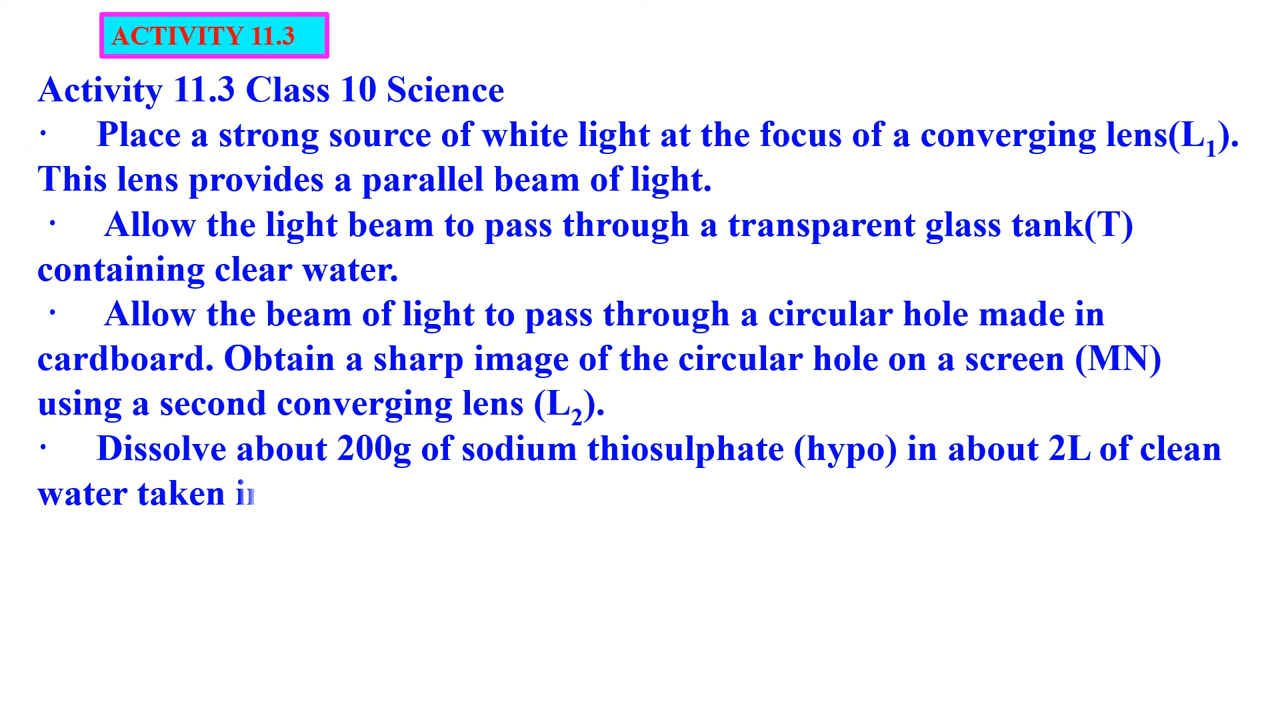 ACTIVITY 11.3
Activity 11.3 Class 10 Science
· Place a strong source of white light at the focus of a converging lens(L1).
This lens provides a parallel beam of light.
· Allow the light beam to pass through a transparent glass tank(T)
containing clear water.
· Allow the beam of light to pass through a circular hole made in
cardboard. Obtain a sharp image of the circular hole on a screen (MN)
using a second converging lens (L2).
· Dissolve about 200g of sodium thiosulphate (hypo) in about 2L of clean
water taken